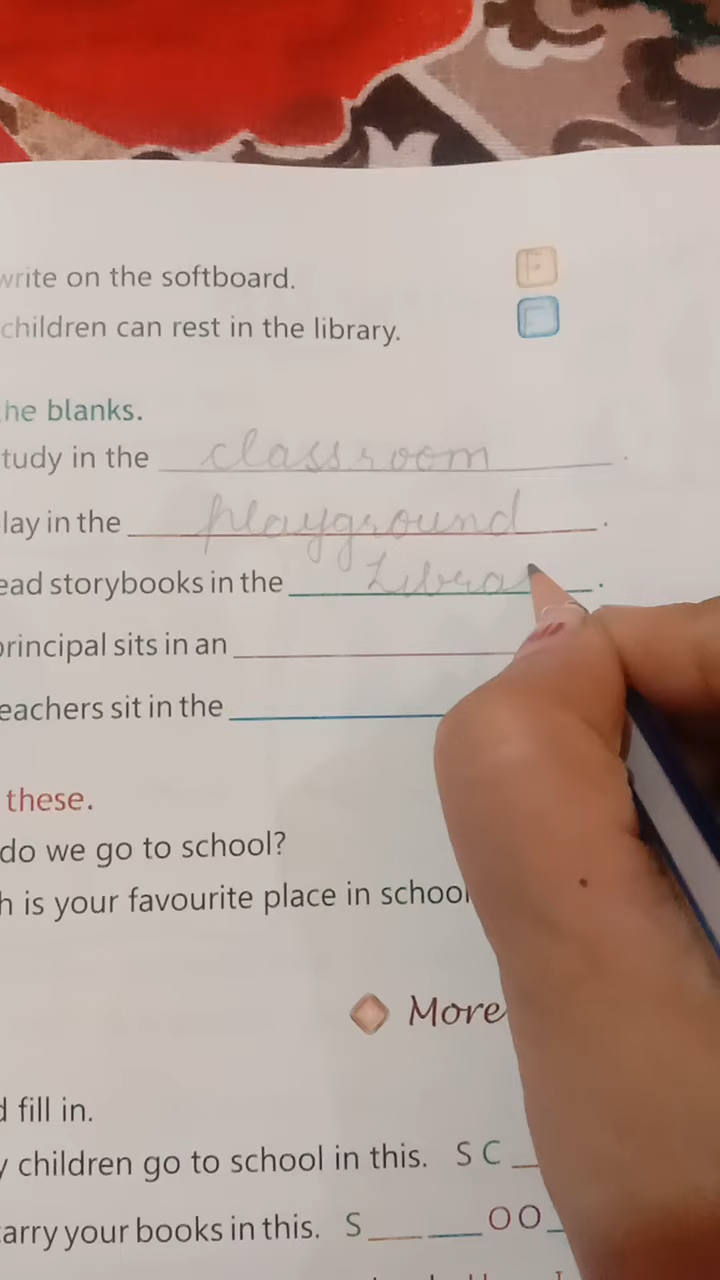 write on the softboard. F
children can rest in the library. F
he blanks.
tudy in the classroom.
lay in the playground.
ead storybooks in the Libra.
principal sits in an
eachers sit in the
these.
do we go to school?
h is your favourite place in school
More
d fill in.
y children go to school in this. S C _
arry your books in this. S _ _ O O _